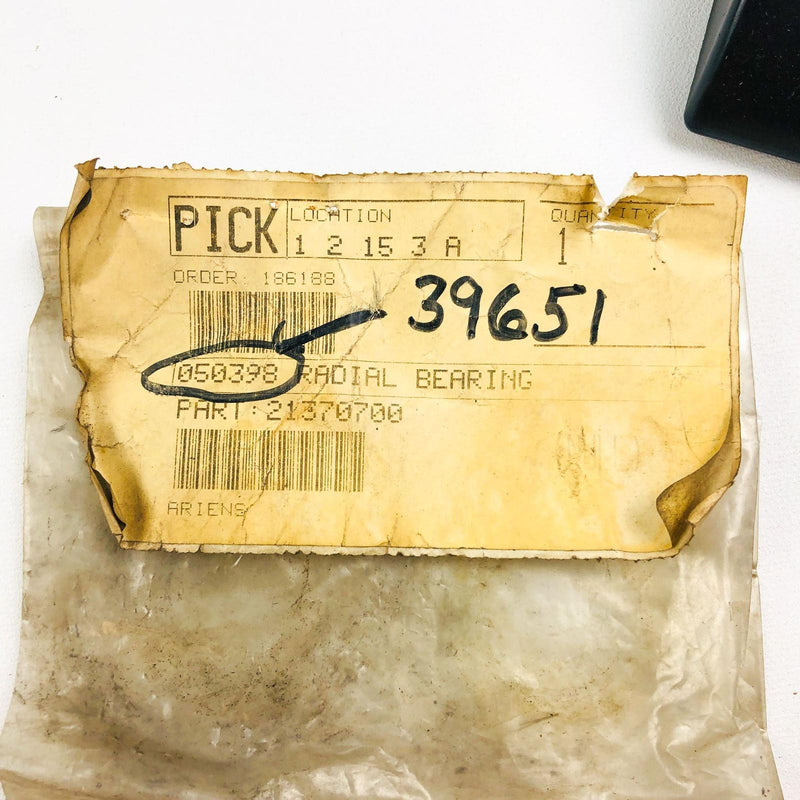 PICK LOCATION QUANTITY
1 2 15 3 A 1
ORDER: 186188
39651
050398 RADIAL BEARING
PART: 21370700
ARIENS